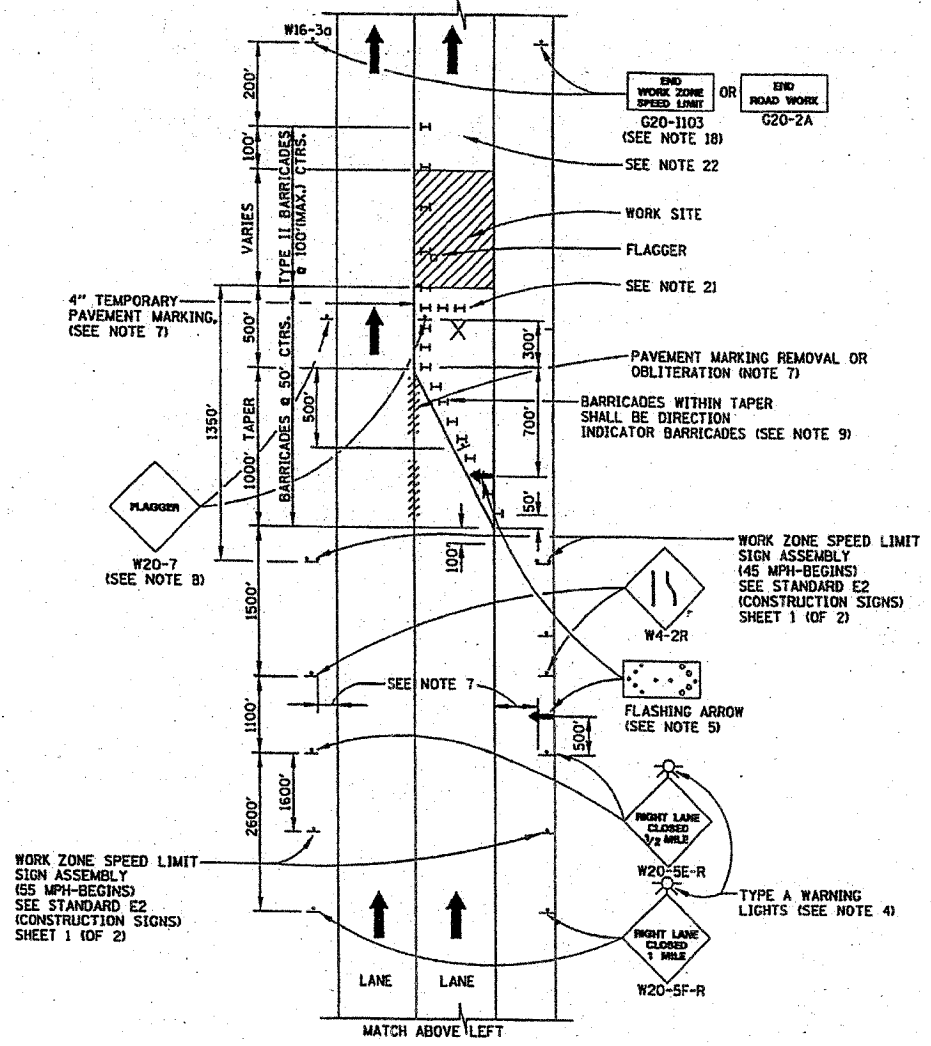 W16-3a
200'
END
WORK ZONE
SPEED LIMIT
OR
END
ROAD WORK
G20-1103
(SEE NOTE 18)
G20-2A
100'
SEE NOTE 22
VARIES
TYPE II BARRICADES
@ 100'(MAX.) CTRS.
WORK SITE
FLAGGER
SEE NOTE 21
4" TEMPORARY
PAVEMENT MARKING.
(SEE NOTE 7)
500'
300'
PAVEMENT MARKING REMOVAL OR
OBLITERATION (NOTE 7)
1350'
1000' TAPER
BARRICADES @ 50' CTRS.
500'
700'
BARRICADES WITHIN TAPER
SHALL BE DIRECTION
INDICATOR BARRICADES (SEE NOTE 9)
FLAGGER
W20-7
(SEE NOTE 8)
50'
100'
WORK ZONE SPEED LIMIT
SIGN ASSEMBLY
(45 MPH-BEGINS)
SEE STANDARD E2
(CONSTRUCTION SIGNS)
SHEET 1 (OF 2)
1500'
W4-2R
SEE NOTE 7
FLASHING ARROW
(SEE NOTE 5)
1100'
500'
1600'
2600'
RIGHT LANE
CLOSED
1/2 MILE
W20-5E-R
WORK ZONE SPEED LIMIT
SIGN ASSEMBLY
(55 MPH-BEGINS)
SEE STANDARD E2
(CONSTRUCTION SIGNS)
SHEET 1 (OF 2)
TYPE A WARNING
LIGHTS (SEE NOTE 4)
RIGHT LANE
CLOSED
1 MILE
W20-5F-R
LANE
LANE
MATCH ABOVE LEFT